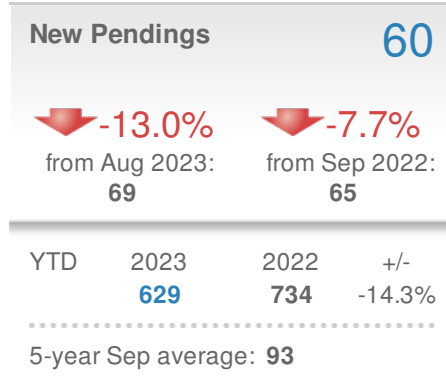 New Pendings 60
-13.0% -7.7%
from Aug 2023: from Sep 2022:
69 65
YTD 2023 2022 +/-
629 734 -14.3%
5-year Sep average: 93